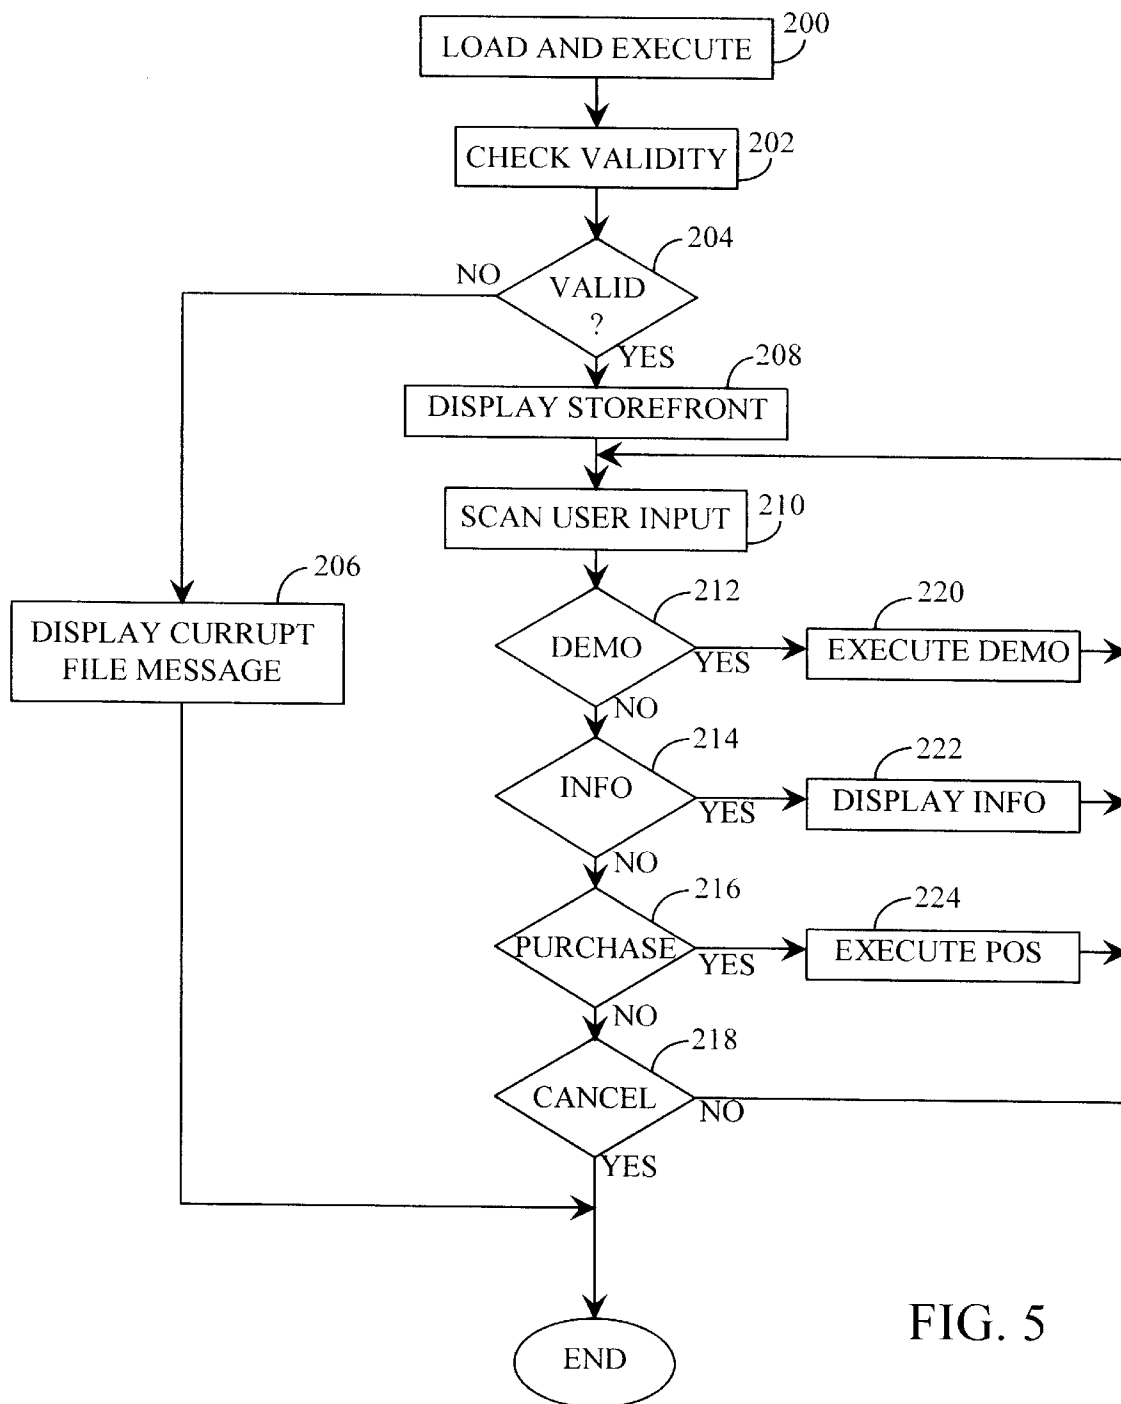 200
LOAD AND EXECUTE
202
CHECK VALIDITY
204
NO
VALID
?
YES
208
DISPLAY STOREFRONT
SCAN USER INPUT
210
206
DISPLAY CURRUPT
FILE MESSAGE
212
DEMO
YES
NO
220
EXECUTE DEMO
214
INFO
YES
NO
222
DISPLAY INFO
216
PURCHASE
YES
NO
224
EXECUTE POS
218
CANCEL
NO
YES
END
FIG. 5